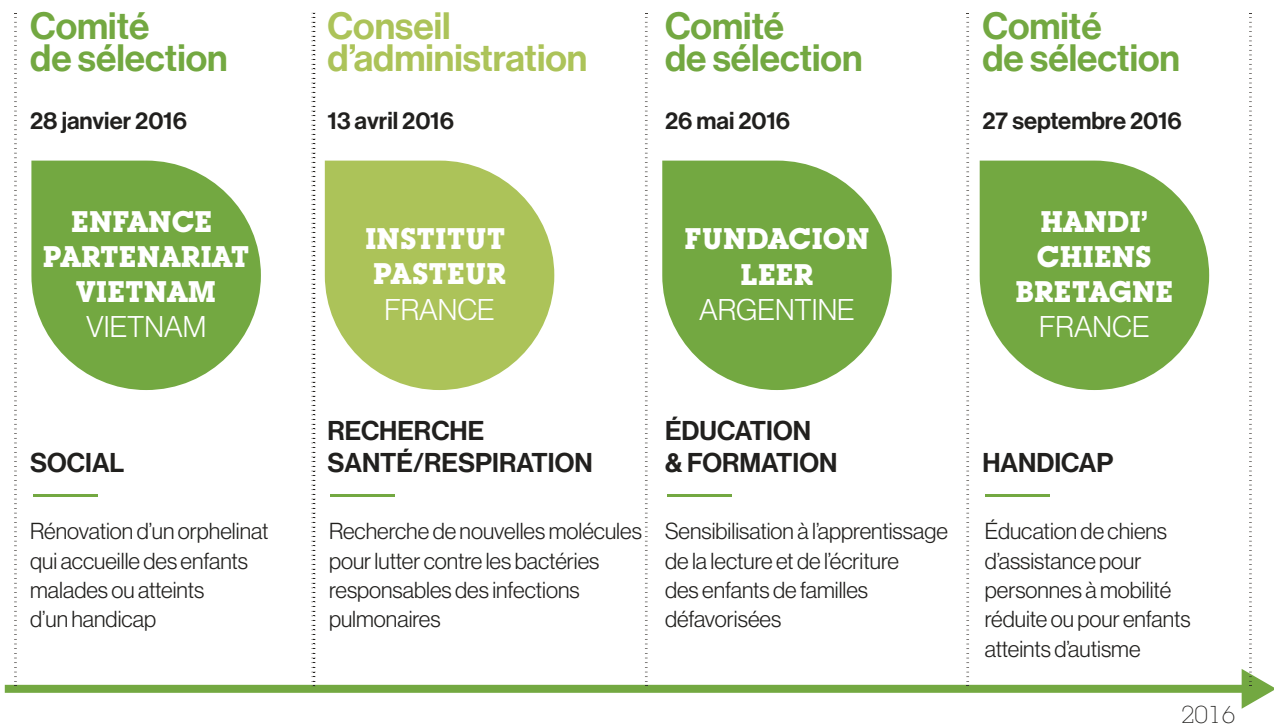 Comité
de sélection
28 janvier 2016
ENFANCE
PARTENARIAT
VIETNAM
VIETNAM
SOCIAL
Rénovation d’un orphelinat
qui accueille des enfants
malades ou atteints
d’un handicap
Conseil
d’administration
13 avril 2016
INSTITUT
PASTEUR
FRANCE
RECHERCHE
SANTÉ/RESPIRATION
Recherche de nouvelles molécules
pour lutter contre les bactéries
responsables des infections
pulmonaires
Comité
de sélection
26 mai 2016
FUNDACION
LEER
ARGENTINE
ÉDUCATION
& FORMATION
Sensibilisation à l’apprentissage
de la lecture et de l’écriture
des enfants de familles
défavorisées
Comité
de sélection
27 septembre 2016
HANDI’
CHIENS
BRETAGNE
FRANCE
HANDICAP
Éducation de chiens
d’assistance pour
personnes à mobilité
réduite ou pour enfants
atteints d’autisme
2016